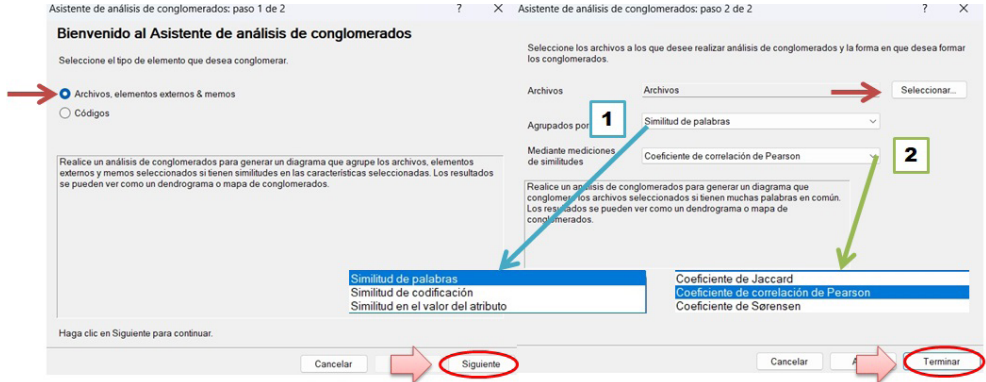 Asistente de análisis de conglomerados: paso 1 de 2 ? X
Bienvenido al Asistente de análisis de conglomerados
Seleccione el tipo de elemento que desea conglomerar.
Archivos, elementos externos & memos
Códigos
Realice un análisis de conglomerados para generar un diagrama que agrupe los archivos, elementos
externos y memos seleccionados si tienen similitudes en las características seleccionadas. Los resultados
se pueden ver como un dendrograma o mapa de conglomerados.
Haga clic en Siguiente para continuar.
Cancelar
Siguiente
Asistente de análisis de conglomerados: paso 2 de 2 ? X
Seleccione los archivos a los que desee realizar análisis de conglomerados y la forma en que desea formar
los conglomerados.
Archivos
Archivos
Seleccionar...
Agrupados por
1
Similitud de palabras
Mediante mediciones
de similitudes
Coeficiente de correlación de Pearson
2
Realice un análisis de conglomerados para generar un diagrama que
conglomere los archivos seleccionados si tienen muchas palabras en común.
Los resultados se pueden ver como un dendrograma o mapa de
conglomerados.
Similitud de palabras
Similitud de codificación
Similitud en el valor del atributo
Coeficiente de Jaccard
Coeficiente de correlación de Pearson
Coeficiente de Sørensen
Cancelar
Terminar